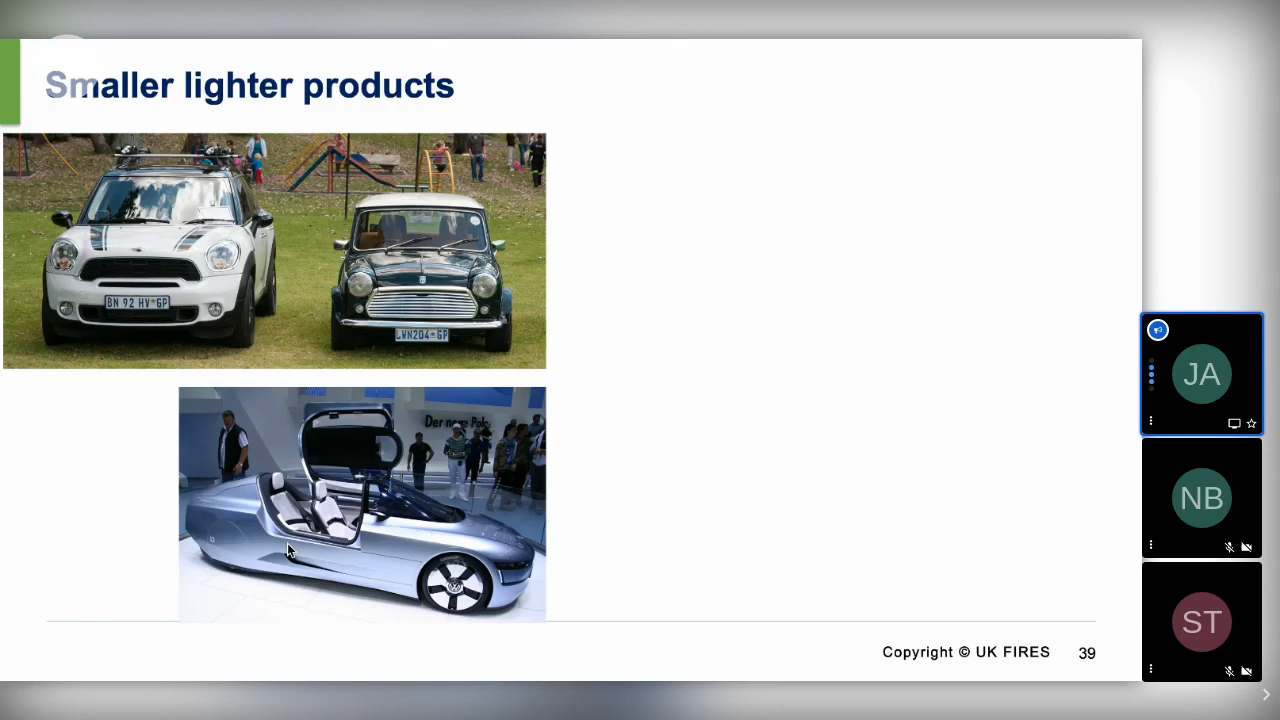 Smaller lighter products
BN 92 HV GP
LWN204 GP
Der neue Polo
Copyright © UK FIRES
39
JA
NB
ST